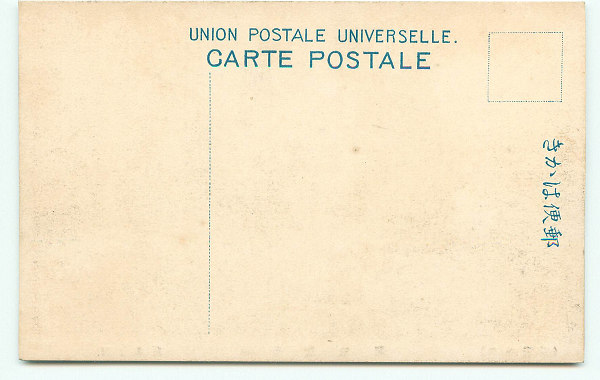 UNION POSTALE UNIVERSELLE.
CARTE POSTALE
きかは便郵